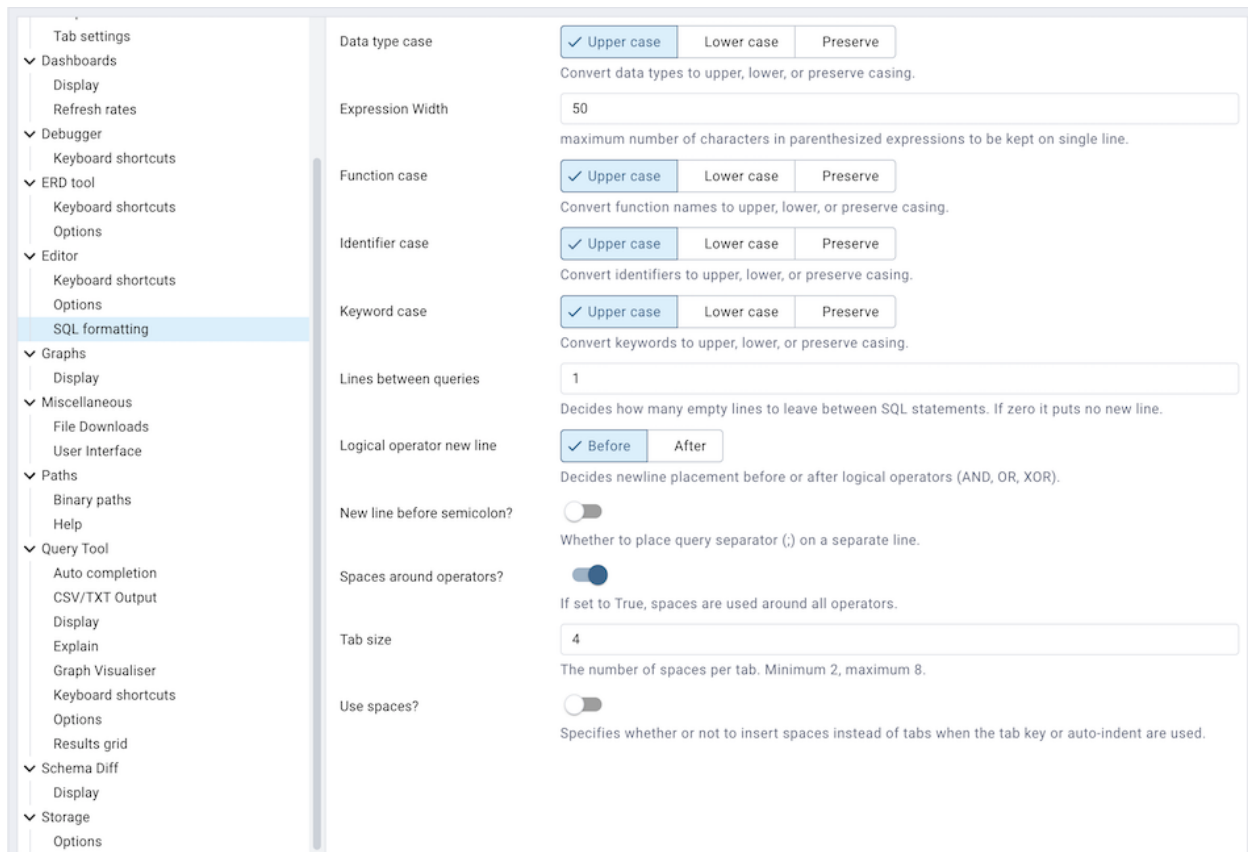 Tab settings
Dashboards
Display
Refresh rates
Debugger
Keyboard shortcuts
ERD tool
Keyboard shortcuts
Options
Editor
Keyboard shortcuts
Options
SQL formatting
Graphs
Display
Miscellaneous
File Downloads
User Interface
Paths
Binary paths
Help
Query Tool
Auto completion
CSV/TXT Output
Display
Explain
Graph Visualiser
Keyboard shortcuts
Options
Results grid
Schema Diff
Display
Storage
Options
Data type case Upper case Lower case Preserve
Convert data types to upper, lower, or preserve casing.
Expression Width 50
maximum number of characters in parenthesized expressions to be kept on single line.
Function case Upper case Lower case Preserve
Convert function names to upper, lower, or preserve casing.
Identifier case Upper case Lower case Preserve
Convert identifiers to upper, lower, or preserve casing.
Keyword case Upper case Lower case Preserve
Convert keywords to upper, lower, or preserve casing.
Lines between queries 1
Decides how many empty lines to leave between SQL statements. If zero it puts no new line.
Logical operator new line Before After
Decides newline placement before or after logical operators (AND, OR, XOR).
New line before semicolon?
Whether to place query separator (;) on a separate line.
Spaces around operators?
If set to True, spaces are used around all operators.
Tab size 4
The number of spaces per tab. Minimum 2, maximum 8.
Use spaces?
Specifies whether or not to insert spaces instead of tabs when the tab key or auto-indent are used.